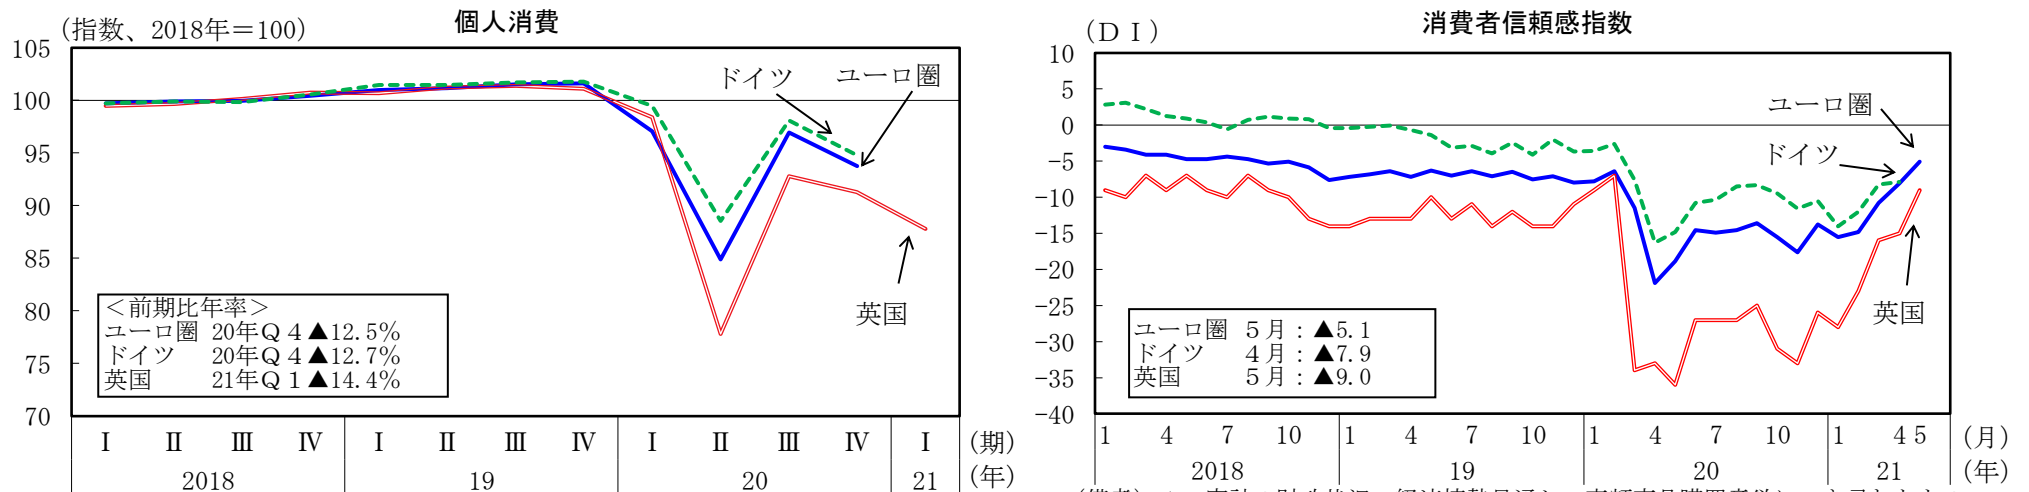 個人消費
（指数、2018年＝100）
105
100
95
90
85
80
75
70
ドイツ
ユーロ圏
英国
＜前期比年率＞
ユーロ圏 20年Ｑ４▲12.5%
ドイツ 20年Ｑ４▲12.7%
英国 21年Ｑ１▲14.4%
Ⅰ Ⅱ Ⅲ Ⅳ Ⅰ Ⅱ Ⅲ Ⅳ Ⅰ Ⅱ Ⅲ Ⅳ Ⅰ （期）
2018 19 20 21 （年）
消費者信頼感指数
（ＤＩ）
10
5
0
−5
−10
−15
−20
−25
−30
−35
−40
ユーロ圏
ドイツ
英国
ユーロ圏 ５月：▲5.1
ドイツ ４月：▲7.9
英国 ５月：▲9.0
1 4 7 10 1 4 7 10 1 4 7 10 1 4 5 （月）
2018 19 20 21 （年）